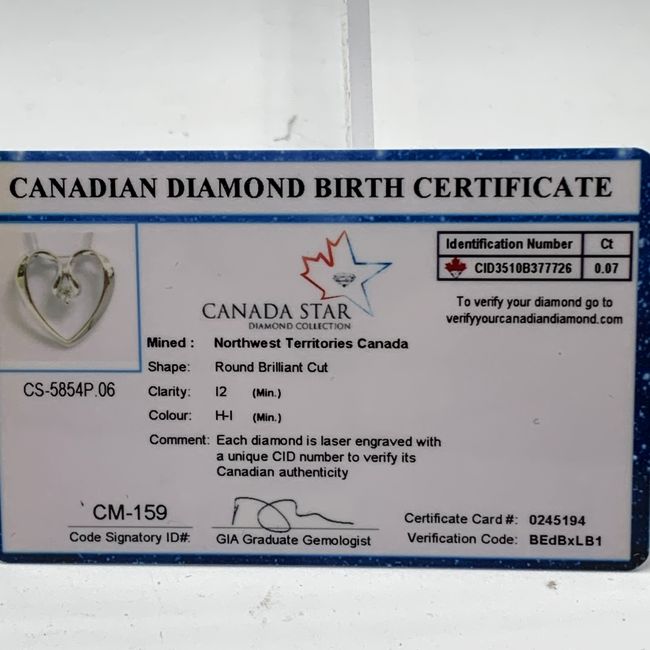 CANADIAN DIAMOND BIRTH CERTIFICATE
CS-5854P.06
CANADA STAR
DIAMOND COLLECTION
Identification Number Ct
CID3510B377726 0.07
To verify your diamond go to
verifyyourcanadiandiamond.com
Mined : Northwest Territories Canada
Shape: Round Brilliant Cut
Clarity: I2 (Min.)
Colour: H-I (Min.)
Comment: Each diamond is laser engraved with
a unique CID number to verify its
Canadian authenticity
CM-159
Code Signatory ID#:
GIA Graduate Gemologist
Certificate Card #: 0245194
Verification Code: BEdBxLB1